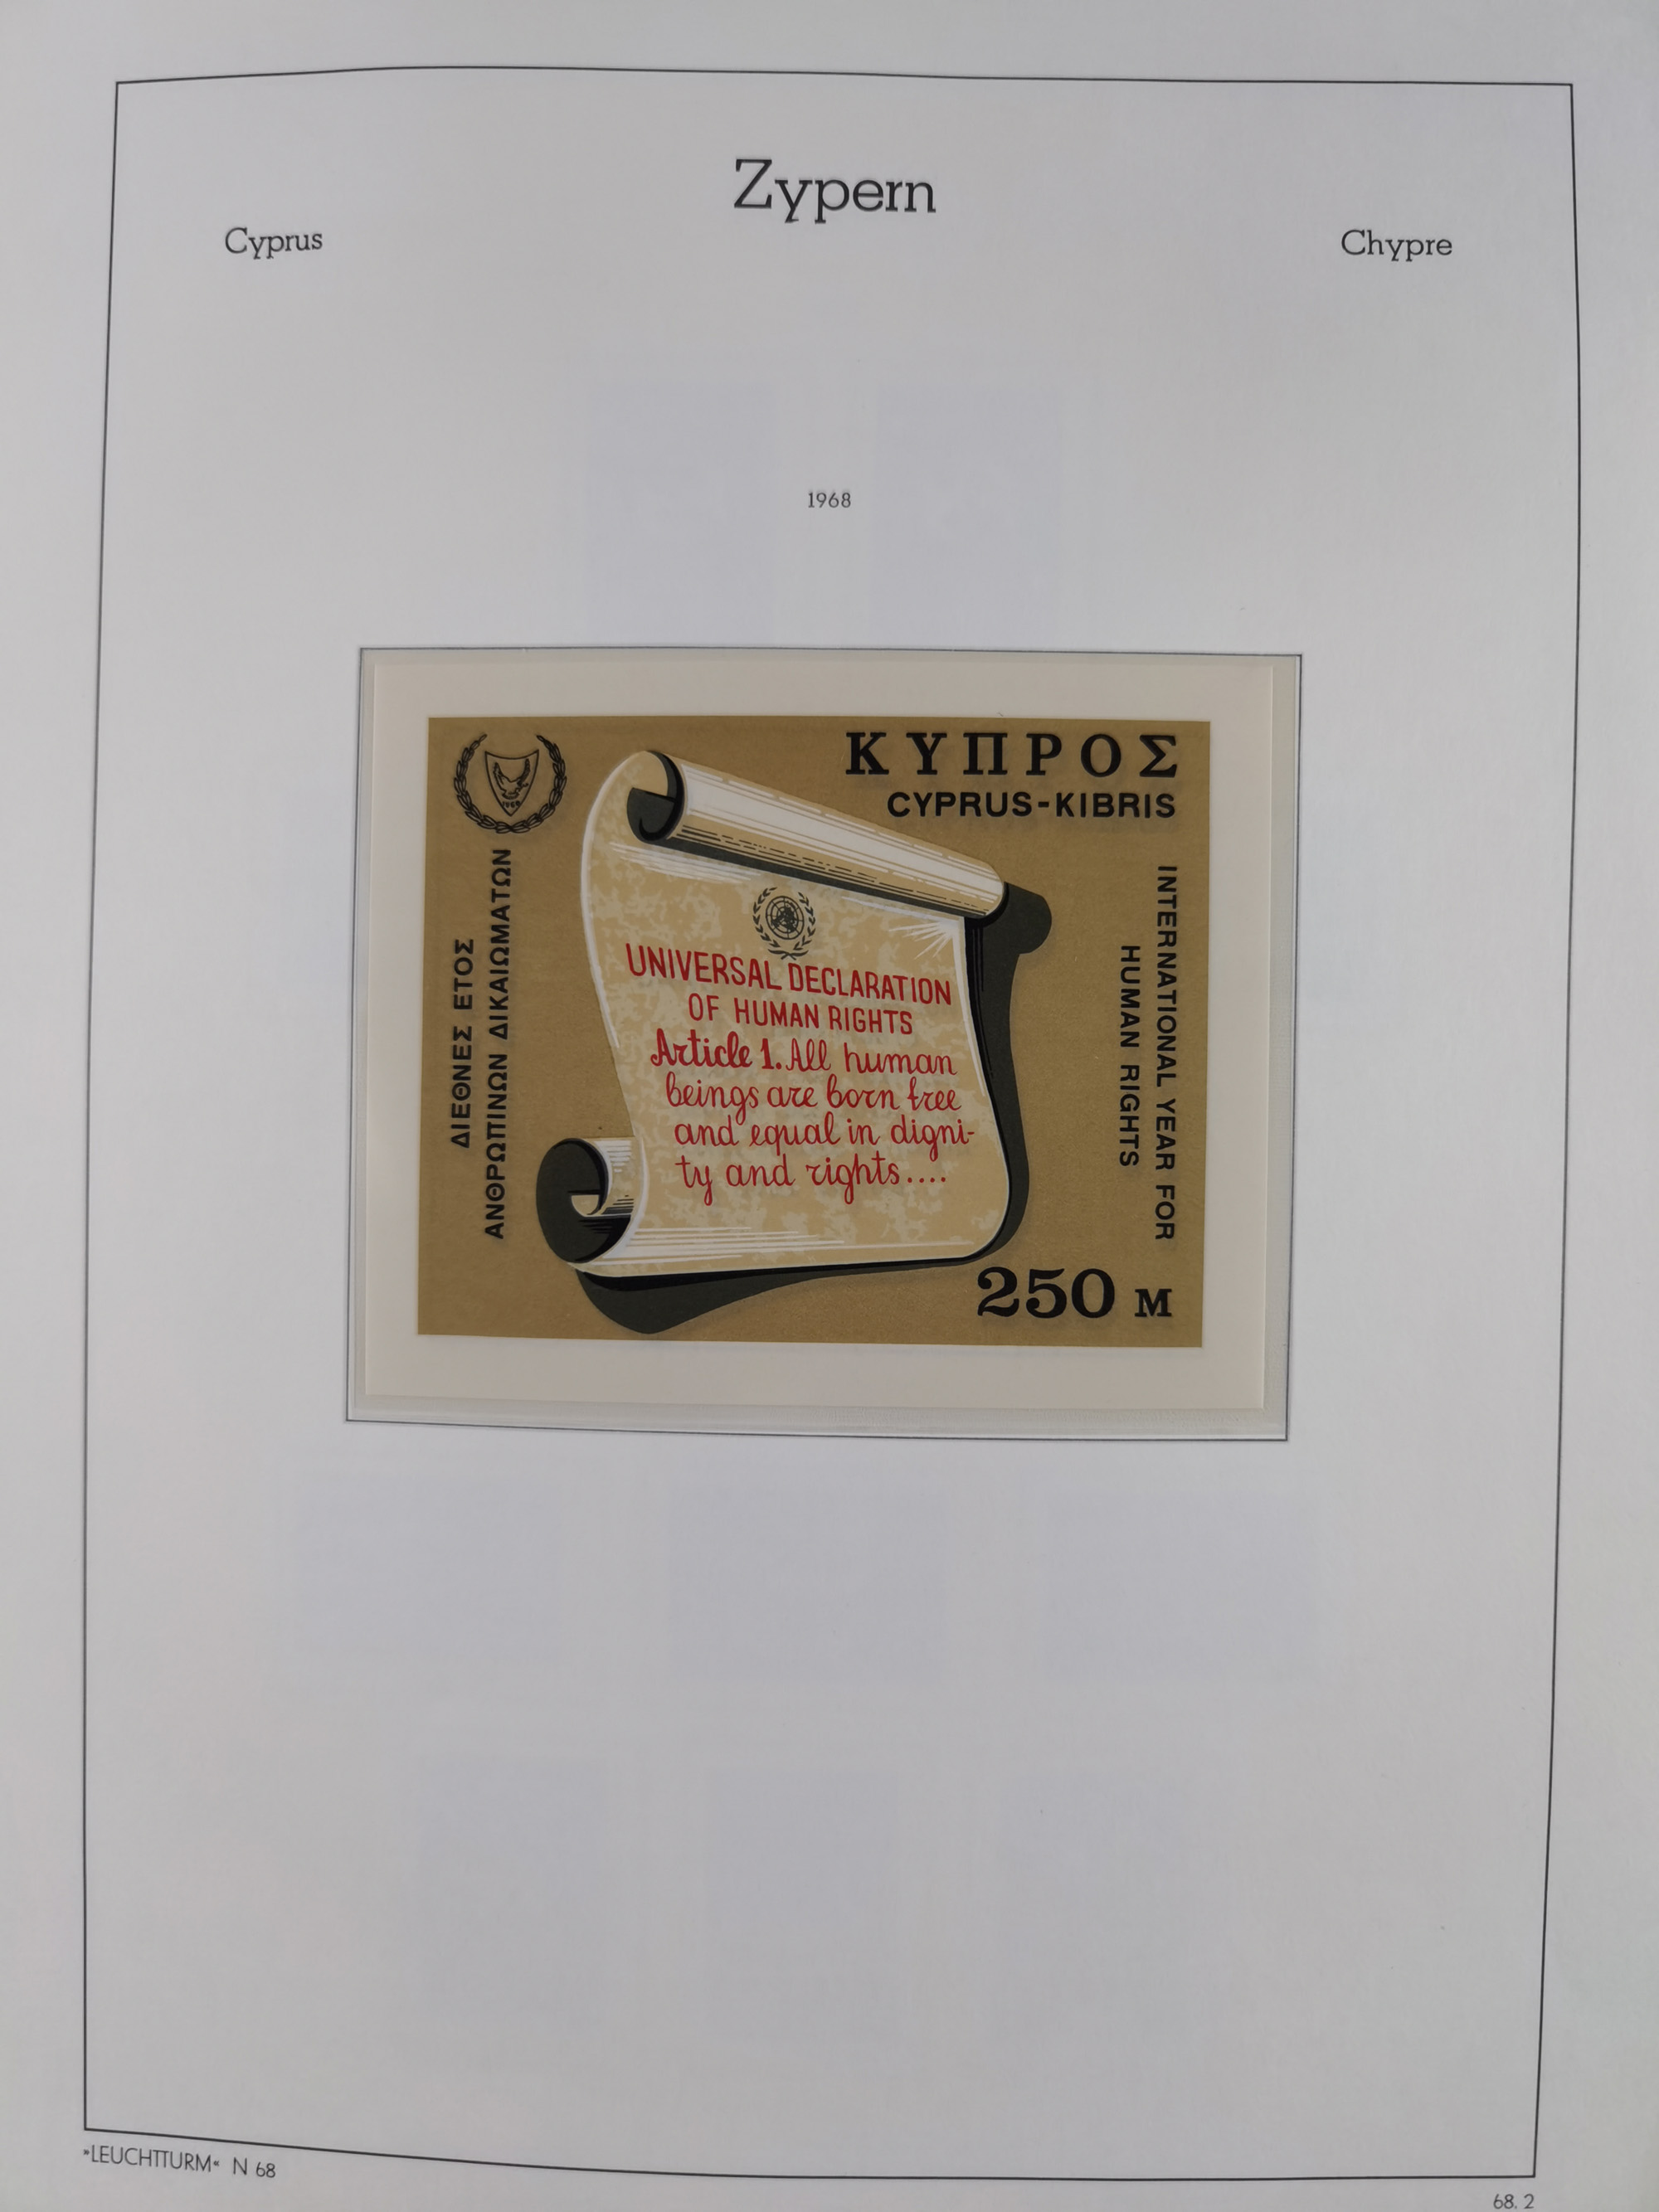 Zypern
Cyprus
Chypre
1968
ΚΥΠΡΟΣ
CYPRUS-KIBRIS
1960
ΔΙΕΘΝΕΣ ΕΤΟΣ
ΑΝΘΡΩΠΙΝΩΝ ΔΙΚΑΙΩΜΑΤΩΝ
UNIVERSAL DECLARATION
OF HUMAN RIGHTS
Article 1. All human
beings are born free
and equal in digni-
ty and rights....
INTERNATIONAL YEAR FOR
HUMAN RIGHTS
250 M
»LEUCHTTURM« N 68
68. 2